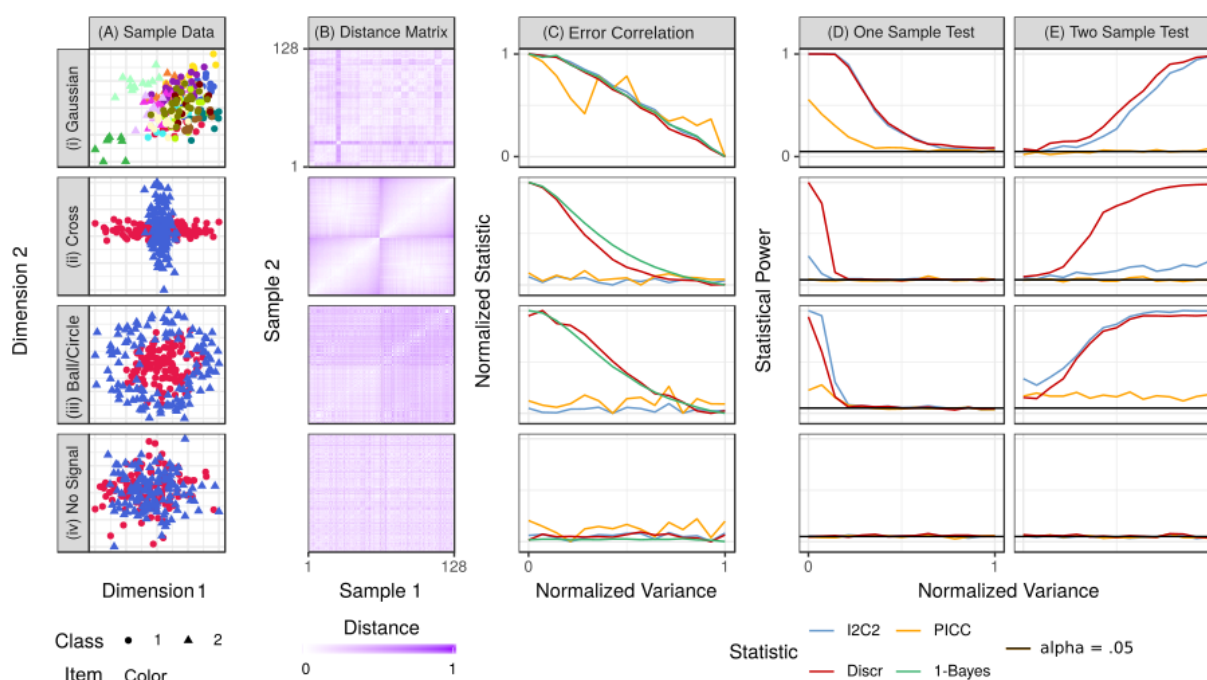 (A) Sample Data
(B) Distance Matrix
(C) Error Correlation
(D) One Sample Test
(E) Two Sample Test
(i) Gaussian
(ii) Cross
(iii) Ball/Circle
(iv) No Signal
Dimension 2
Dimension 1
128
1
Sample 2
1
128
Sample 1
1
0
Normalized Statistic
0
1
Normalized Variance
1
0
Statistical Power
0
1
Normalized Variance
Class 1 2
Item Color
Distance
0 1
Statistic
I2C2
PICC
alpha = .05
Discr
1-Bayes